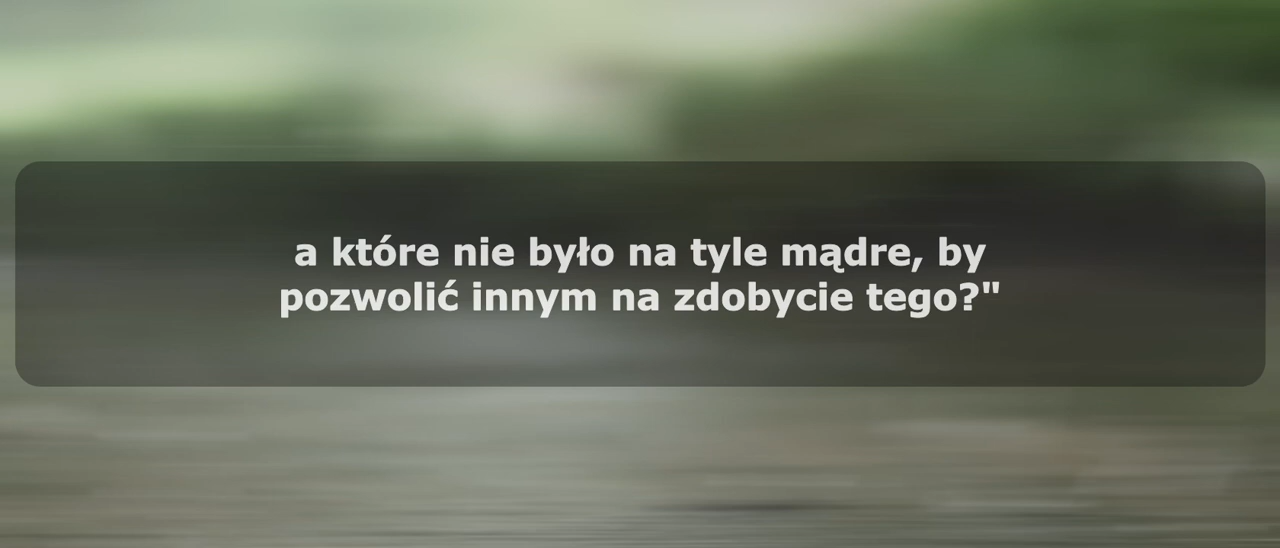 a które nie było na tyle mądre, by
pozwolić innym na zdobycie tego?"